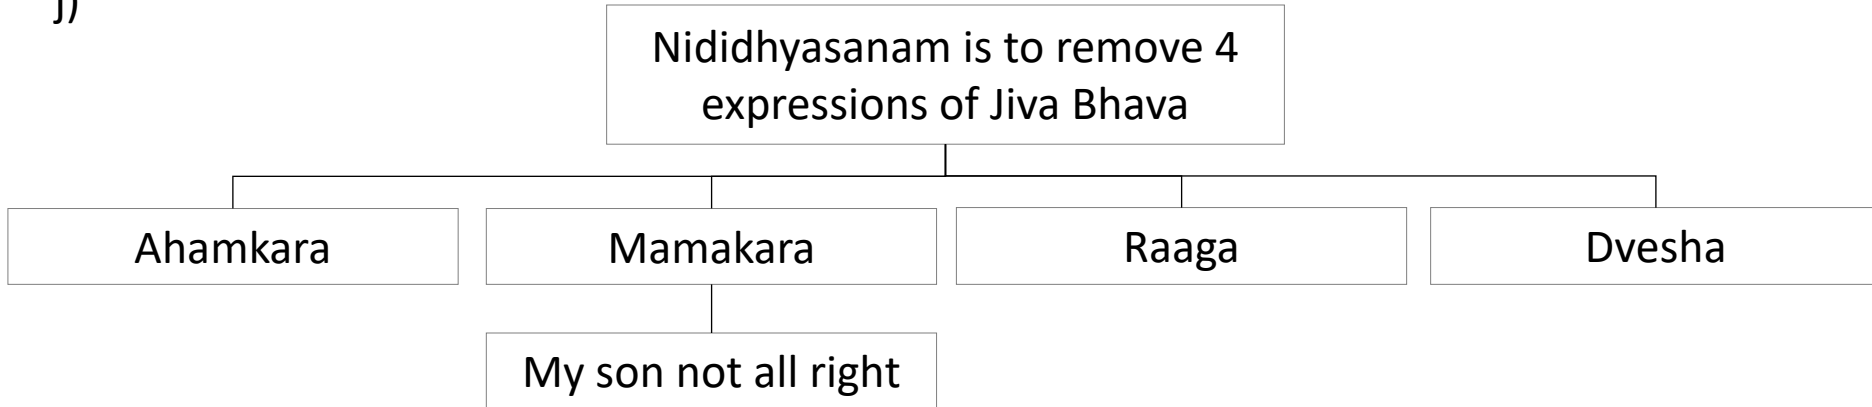 j)
Nididhyasanam is to remove 4
expressions of Jiva Bhava
Ahamkara
Mamakara
Raaga
Dvesha
My son not all right